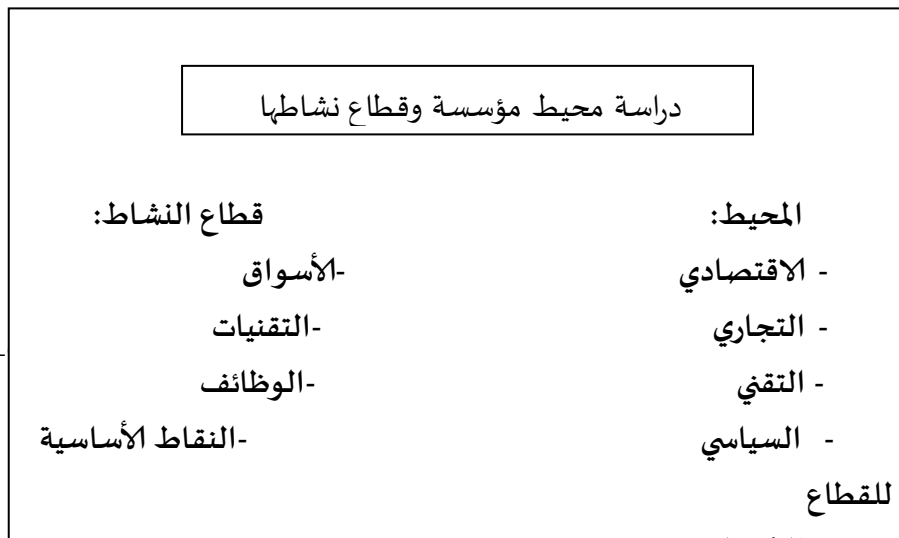 دراسة محيط مؤسسة وقطاع نشاطها
المحيط: قطاع النشاط:
- الاقتصادي -الأسواق
- التجاري -التقنيات
- التقني -الوظائف
- السياسي -النقاط الأساسية
للقطاع